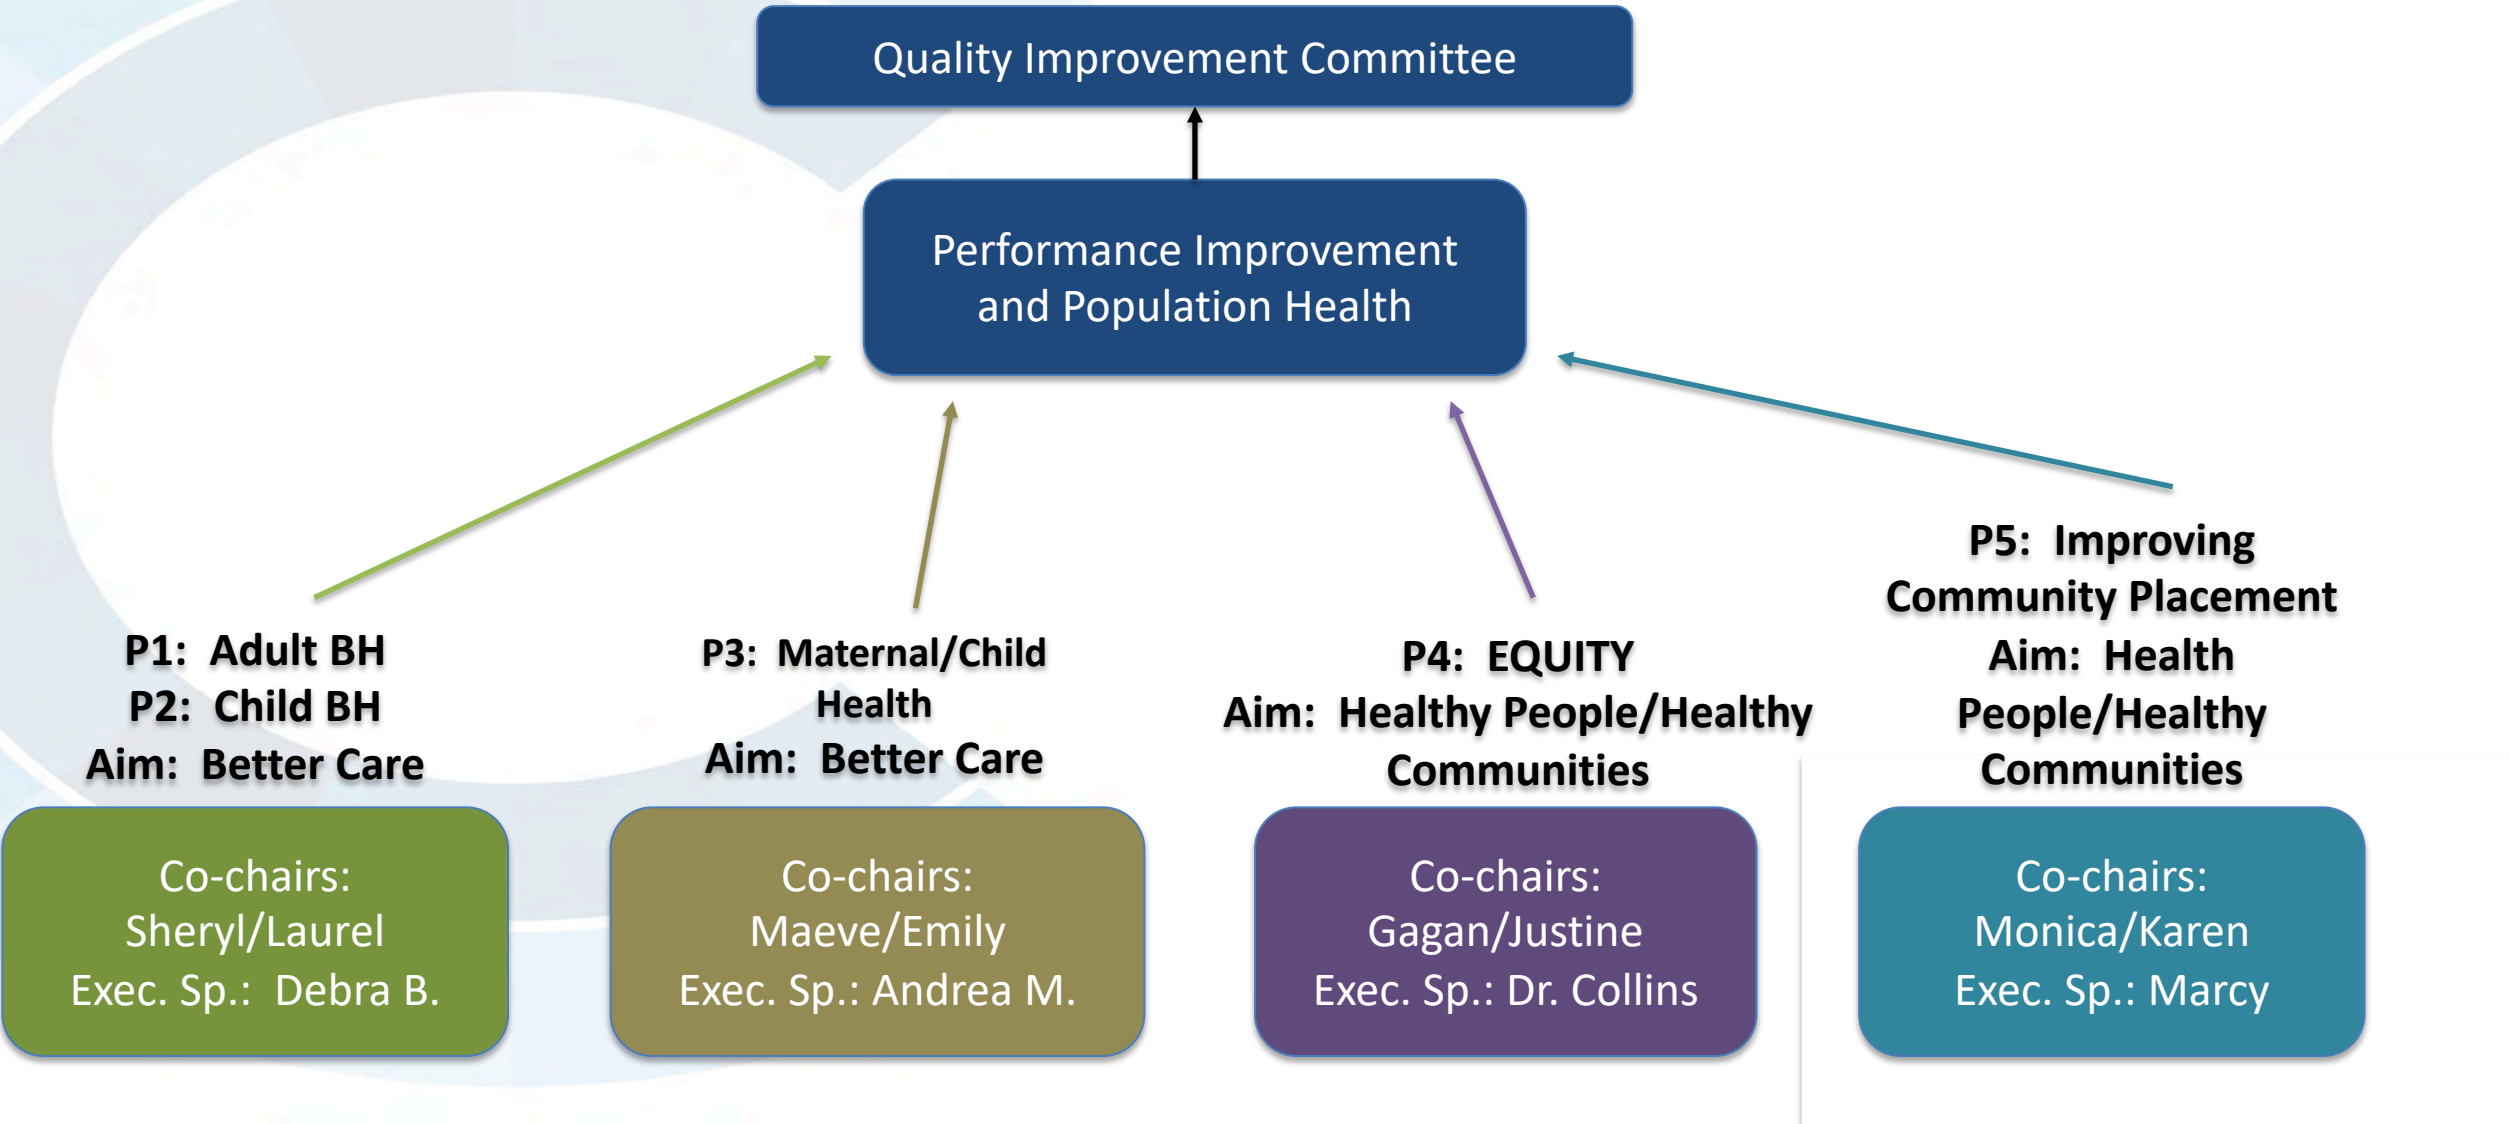 Quality Improvement Committee
Performance Improvement
and Population Health
P1: Adult BH
P2: Child BH
Aim: Better Care
P3: Maternal/Child
Health
Aim: Better Care
P4: EQUITY
Aim: Healthy People/Healthy
Communities
P5: Improving
Community Placement
Aim: Health
People/Healthy
Communities
Co-chairs:
Sheryl/Laurel
Exec. Sp.: Debra B.
Co-chairs:
Maeve/Emily
Exec. Sp.: Andrea M.
Co-chairs:
Gagan/Justine
Exec. Sp.: Dr. Collins
Co-chairs:
Monica/Karen
Exec. Sp.: Marcy